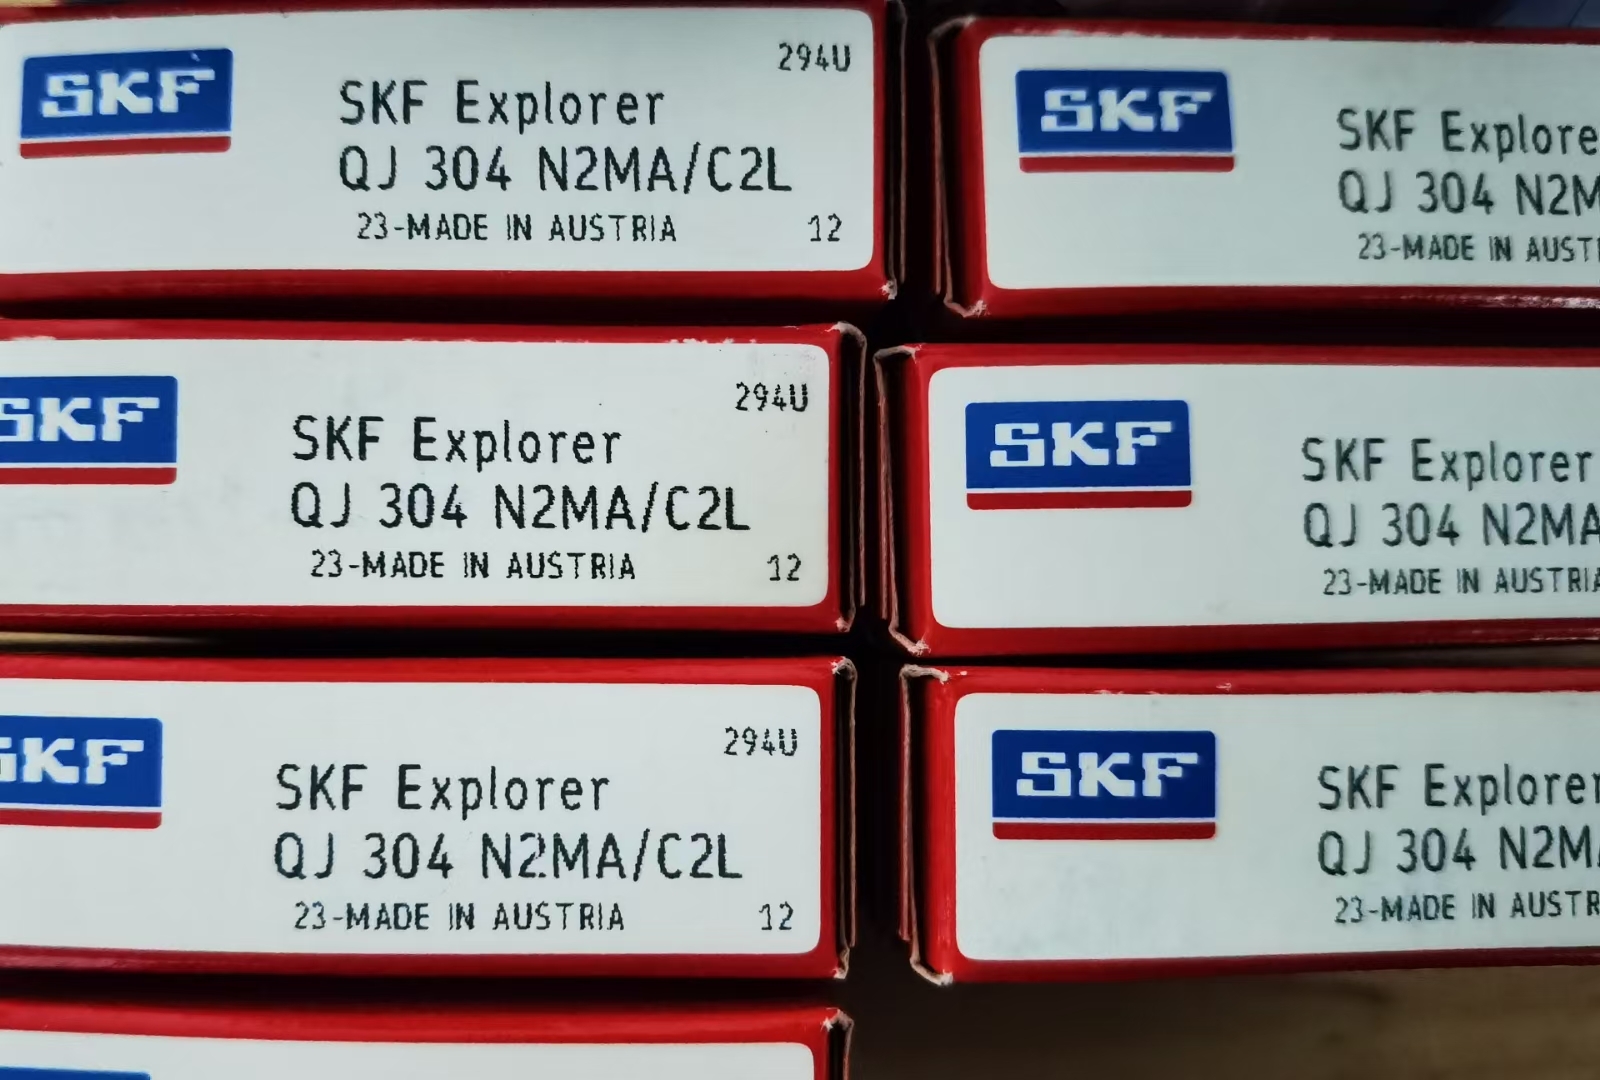 SKF
294U
SKF Explorer
QJ 304 N2MA/C2L
23-MADE IN AUSTRIA 12
SKF
SKF Explore
QJ 304 N2M
23-MADE IN AUST
SKF
294U
SKF Explorer
QJ 304 N2MA/C2L
23-MADE IN AUSTRIA 12
SKF
SKF Explorer
QJ 304 N2MA
23-MADE IN AUSTRIA
SKF
294U
SKF Explorer
QJ 304 N2MA/C2L
23-MADE IN AUSTRIA 12
SKF
SKF Explorer
QJ 304 N2M
23-MADE IN AUSTR